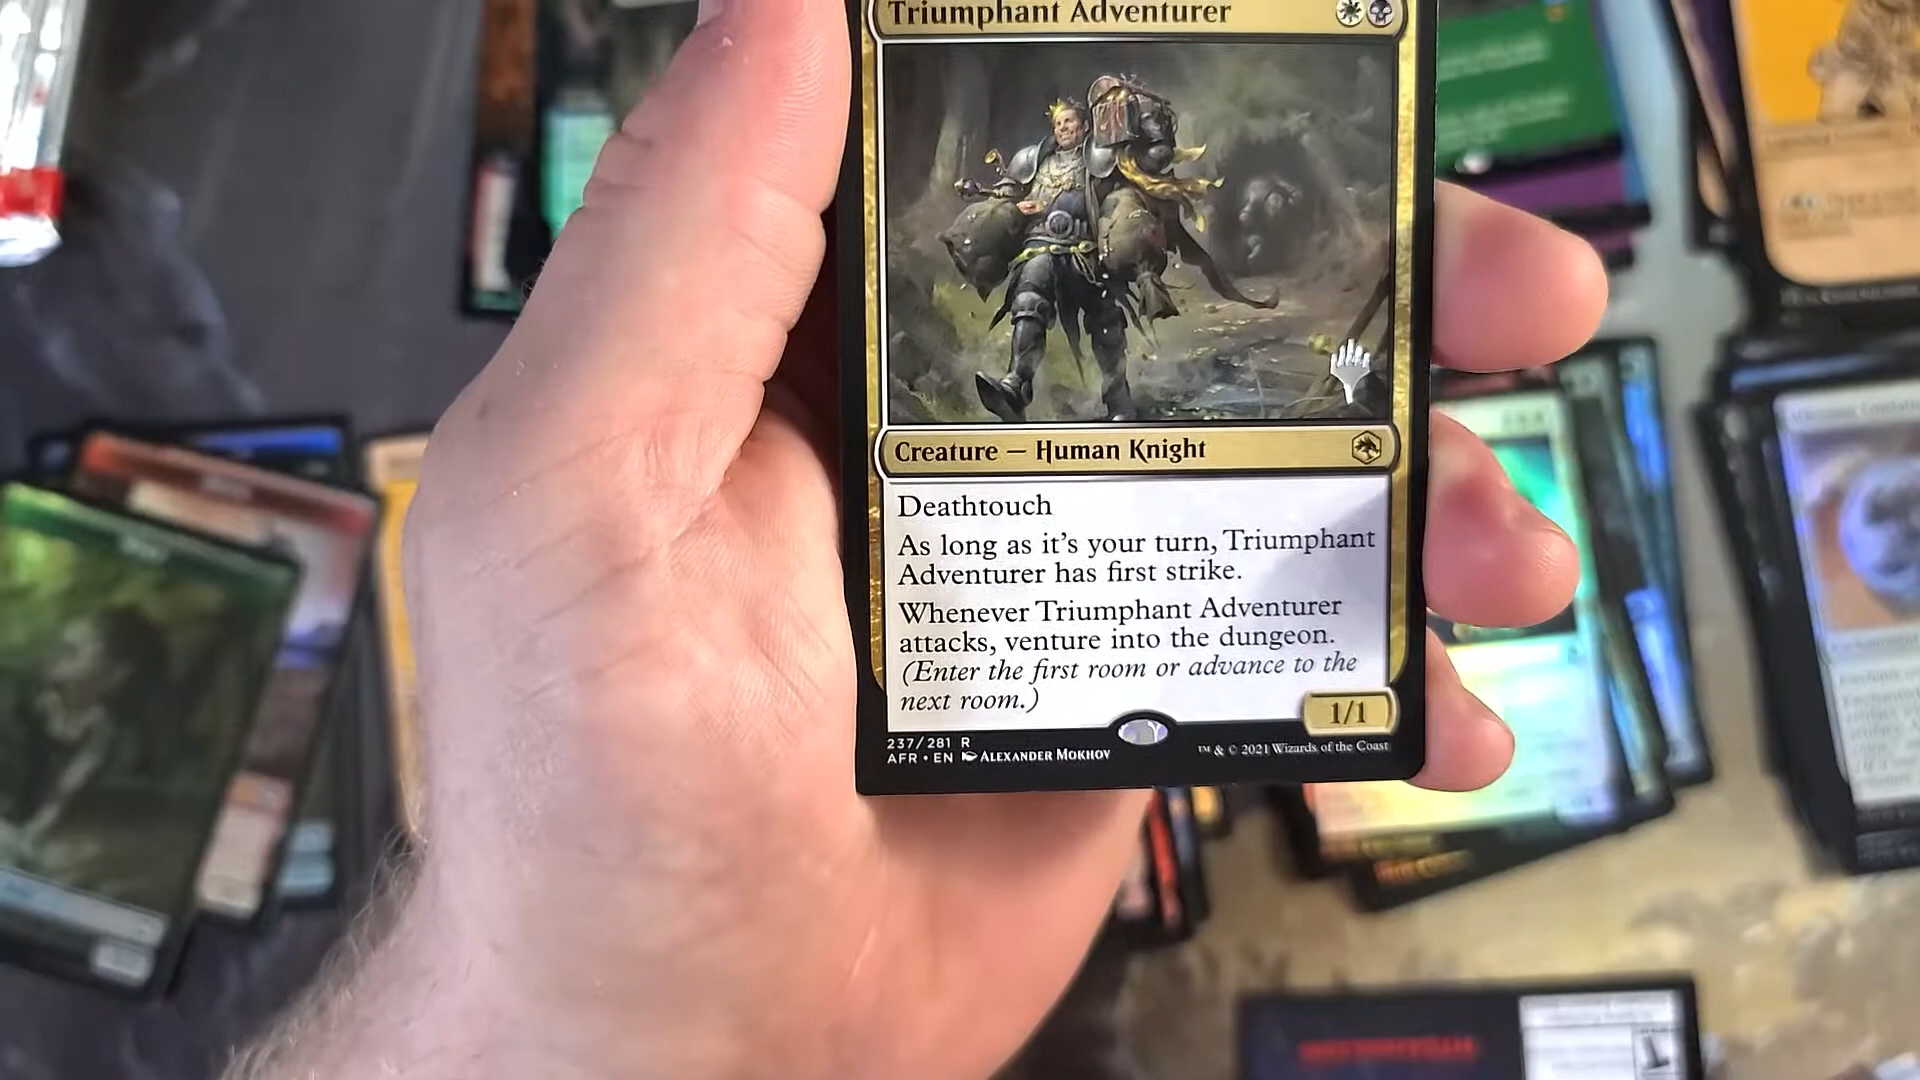 Triumphant Adventurer
Creature — Human Knight
Deathtouch
As long as it's your turn, Triumphant
Adventurer has first strike.
Whenever Triumphant Adventurer
attacks, venture into the dungeon.
(Enter the first room or advance to the
next room.)
1/1
237/281 R
AFR • EN ALEXANDER MOKHOV
™ & © 2021 Wizards of the Coast